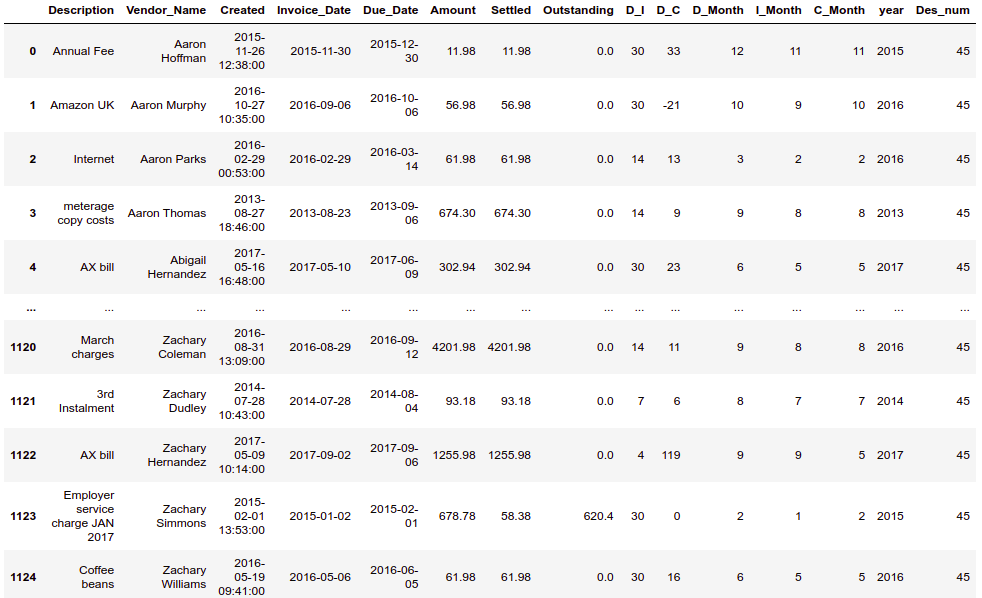 Description Vendor_Name Created Invoice_Date Due_Date Amount Settled Outstanding D_I D_C D_Month I_Month C_Month year Des_num
0 Annual Fee Aaron Hoffman 2015-11-26 12:38:00 2015-11-30 2015-12-30 11.98 11.98 0.0 30 33 12 11 11 2015 45
1 Amazon UK Aaron Murphy 2016-10-27 10:35:00 2016-09-06 2016-10-06 56.98 56.98 0.0 30 -21 10 9 10 2016 45
2 Internet Aaron Parks 2016-02-29 00:53:00 2016-02-29 2016-03-14 61.98 61.98 0.0 14 13 3 2 2 2016 45
3 meterage copy costs Aaron Thomas 2013-08-27 18:46:00 2013-08-23 2013-09-06 674.30 674.30 0.0 14 9 9 8 8 2013 45
4 AX bill Abigail Hernandez 2017-05-16 16:48:00 2017-05-10 2017-06-09 302.94 302.94 0.0 30 23 6 5 5 2017 45
... ... ... ... ... ... ... ... ... ... ... ... ... ... ... ...
1120 March charges Zachary Coleman 2016-08-31 13:09:00 2016-08-29 2016-09-12 4201.98 4201.98 0.0 14 11 9 8 8 2016 45
1121 3rd Instalment Zachary Dudley 2014-07-28 10:43:00 2014-07-28 2014-08-04 93.18 93.18 0.0 7 6 8 7 7 2014 45
1122 AX bill Zachary Hernandez 2017-05-09 10:14:00 2017-09-02 2017-09-06 1255.98 1255.98 0.0 4 119 9 9 5 2017 45
1123 Employer service charge JAN 2017 Zachary Simmons 2015-02-01 13:53:00 2015-01-02 2015-02-01 678.78 58.38 620.4 30 0 2 1 2 2015 45
1124 Coffee beans Zachary Williams 2016-05-19 09:41:00 2016-05-06 2016-06-05 61.98 61.98 0.0 30 16 6 5 5 2016 45